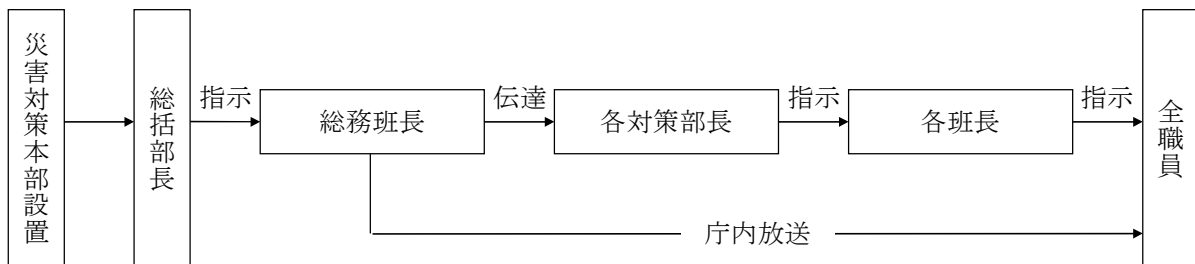 災害対策本部設置
総括部長
指示
総務班長
伝達
各対策部長
指示
各班長
指示
全職員
庁内放送